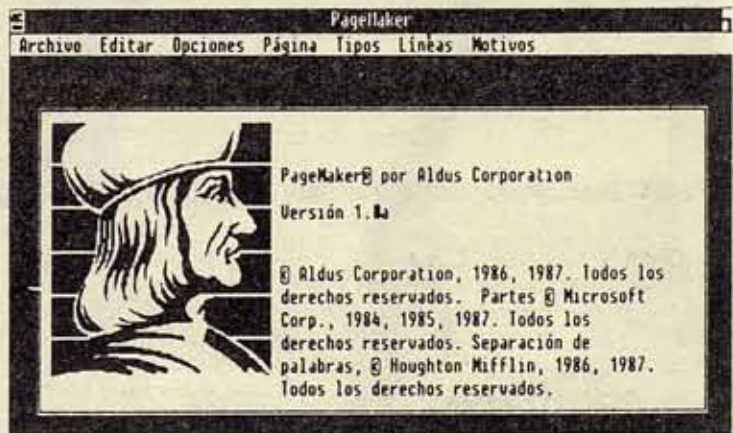 PageMaker
Archivo Editar Opciones Página Tipos Líneas Motivos
PageMaker® por Aldus Corporation
Versión 1.0a
© Aldus Corporation, 1986, 1987. Todos los
derechos reservados. Partes © Microsoft
Corp., 1984, 1985, 1987. Todos los
derechos reservados. Separación de
palabras, © Houghton Mifflin, 1986, 1987.
Todos los derechos reservados.